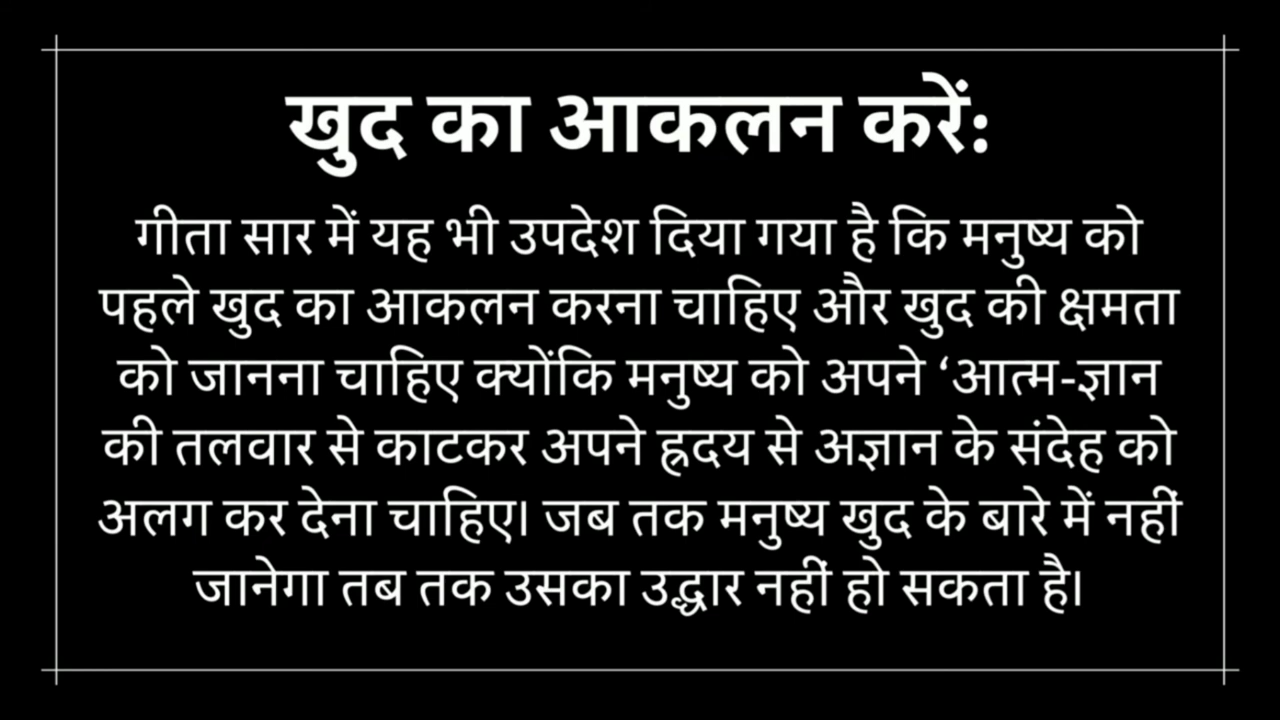 खुद का आकलन करें:
गीता सार में यह भी उपदेश दिया गया है कि मनुष्य को
पहले खुद का आकलन करना चाहिए और खुद की क्षमता
को जानना चाहिए क्योंकि मनुष्य को अपने ‘आत्म-ज्ञान
की तलवार से काटकर अपने ह्रदय से अज्ञान के संदेह को
अलग कर देना चाहिए। जब तक मनुष्य खुद के बारे में नहीं
जानेगा तब तक उसका उद्धार नहीं हो सकता है।